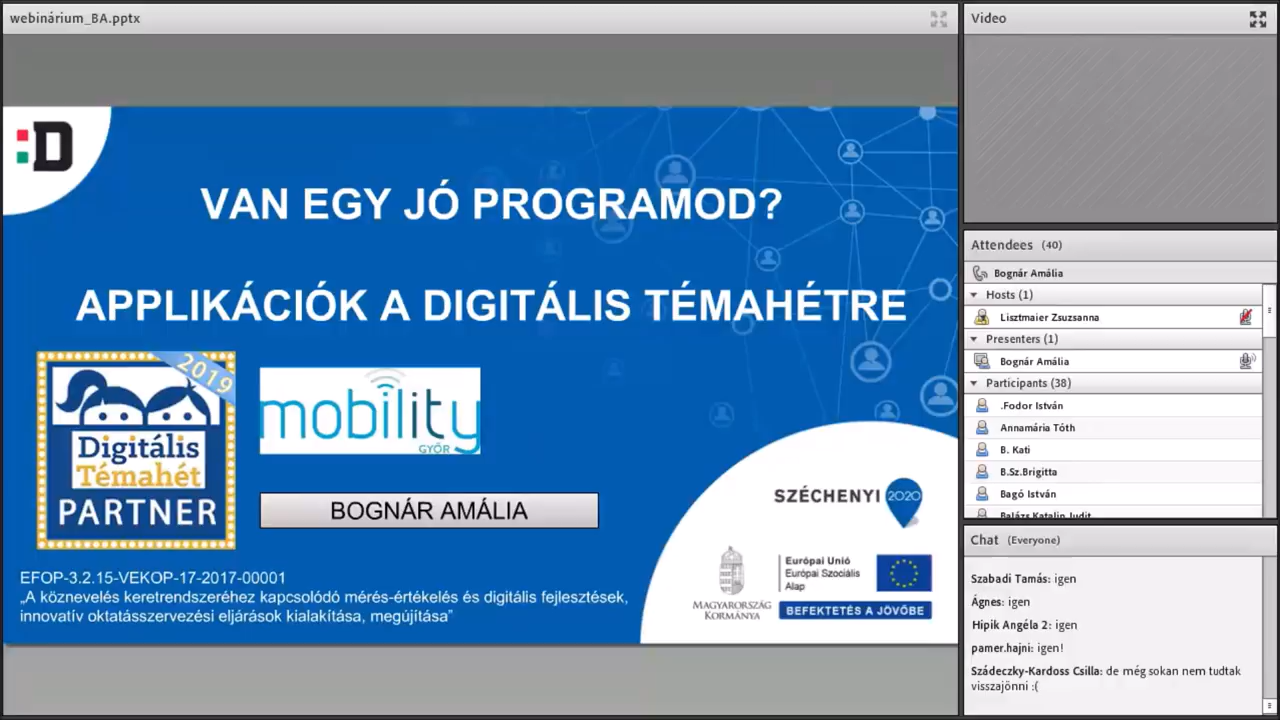 webinárium_BA.pptx
:D
VAN EGY JÓ PROGRAMOD?
APPLIKÁCIÓK A DIGITÁLIS TÉMAHÉTRE
2019
Digitális
Témahét
PARTNER
mobility
GYŐR
BOGNÁR AMÁLIA
EFOP-3.2.15-VEKOP-17-2017-00001
„A köznevelés keretrendszeréhez kapcsolódó mérés-értékelés és digitális fejlesztések,
innovatív oktatásszervezési eljárások kialakítása, megújítása”
SZÉCHENYI 2020
MAGYARORSZÁG
KORMÁNYA
Európai Unió
Európai Szociális
Alap
BEFEKTETÉS A JÖVŐBE
Video
Attendees (40)
Bognár Amália
Hosts (1)
Lisztmaier Zsuzsanna
Presenters (1)
Bognár Amália
Participants (38)
.Fodor István
Annamária Tóth
B. Kati
B.Sz.Brigitta
Bagó István
Balázs Katalin Judit
Chat (Everyone)
Szabadi Tamás: igen
Ágnes: igen
Hipik Angéla 2: igen
pamer.hajni: igen!
Szádeczky-Kardoss Csilla: de még sokan nem tudtak
visszajönni :(